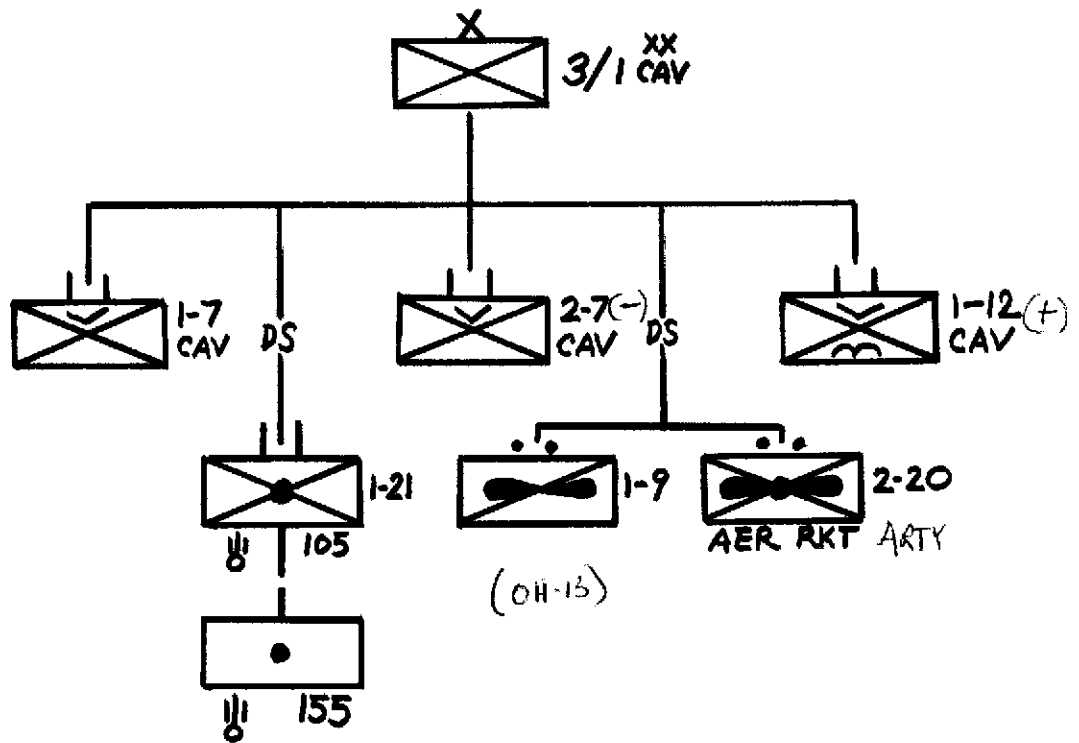 X
3/1 XX CAV
1-7 CAV
DS
2-7 (-) CAV
DS
1-12 (+) CAV
1-21
105
1-9
(OH-13)
2-20
AER RKT ARTY
155